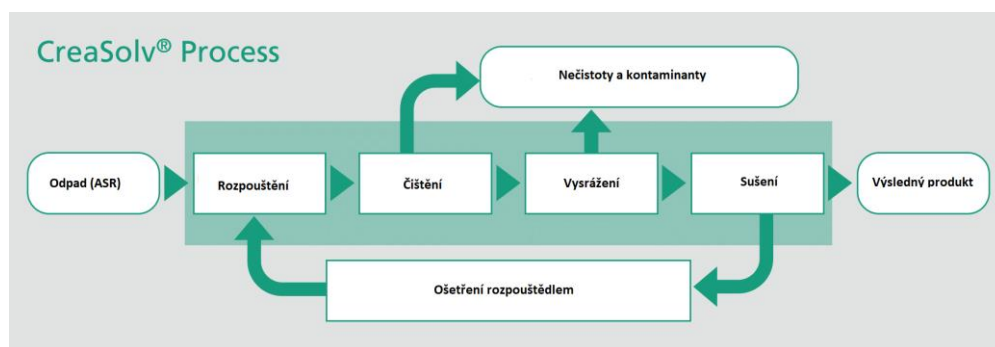 CreaSolv® Process
Nečistoty a kontaminanty
Odpad (ASR)
Rozpouštění
Čištění
Vysrážení
Sušení
Výsledný produkt
Ošetření rozpouštědlem